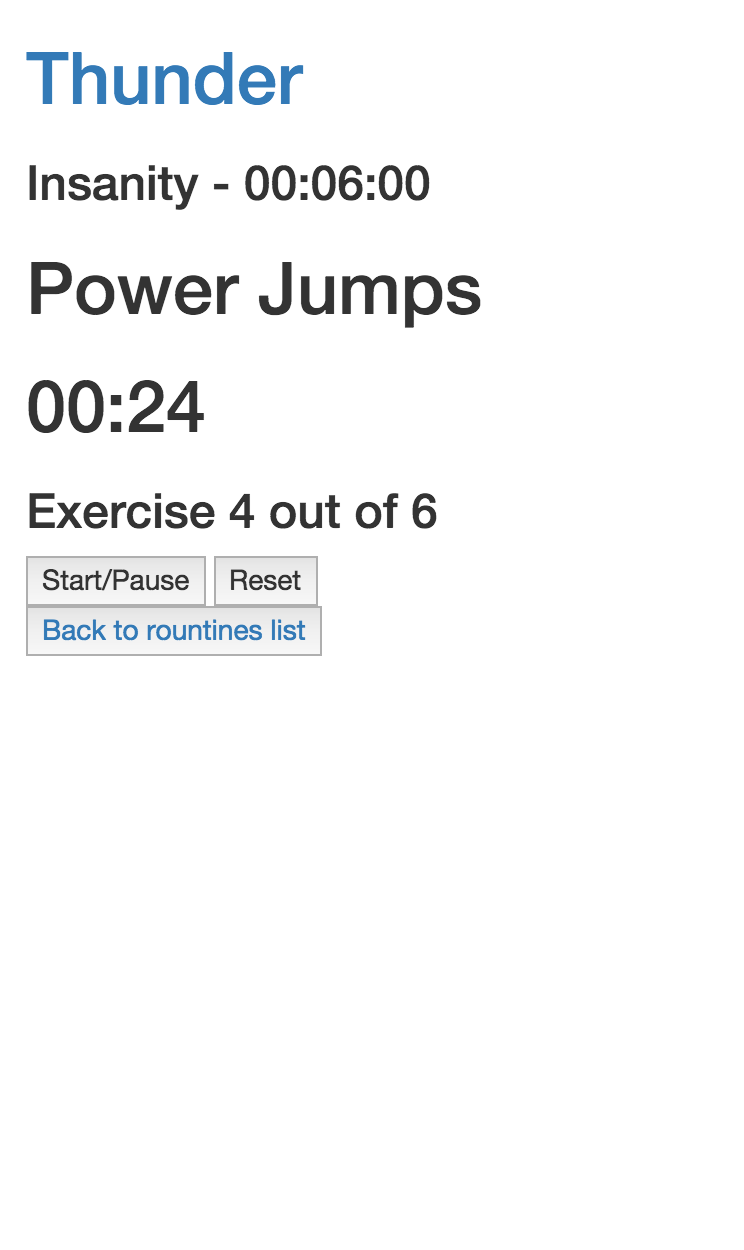 Thunder
Insanity - 00:06:00
Power Jumps
00:24
Exercise 4 out of 6
Start/Pause Reset
Back to rountines list